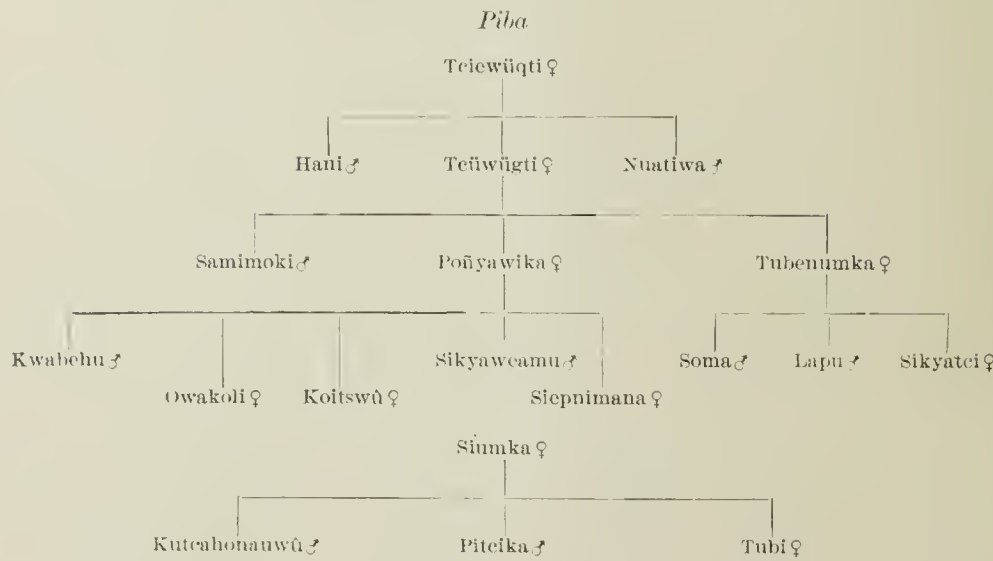 Piba
Tciewüqti ♀
Hani ♂ Tcüwüqti ♀ Nuatiwa ♂
Samimoki ♂ Poñyawika ♀ Tubenumka ♀
Kwabehu ♂ Sikyaweamu ♂ Soma ♂ Lapu ♂ Sikyatci ♀
Owakoli ♀ Koitswû ♀ Siepnimana ♀
Siumka ♀
Kutcahonauwû ♂ Pitcika ♂ Tubi ♀